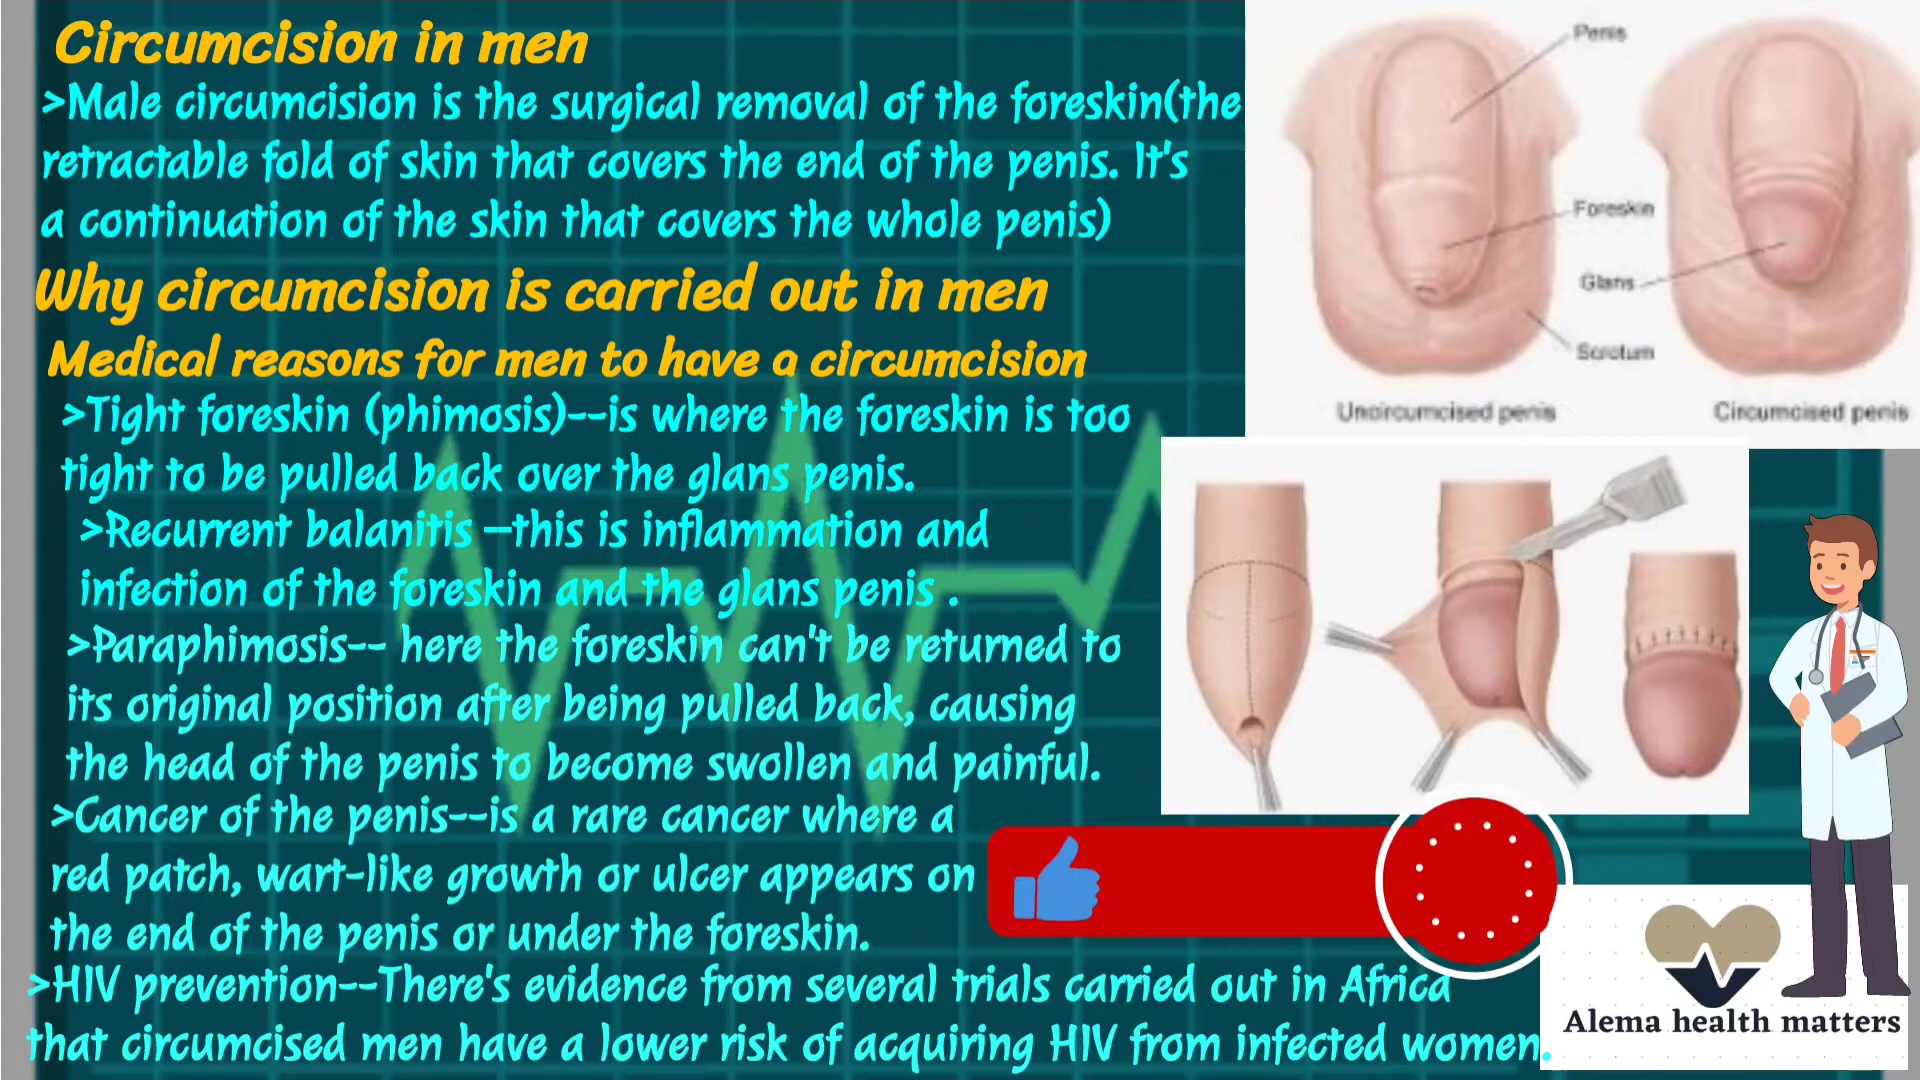 Circumcision in men
>Male circumcision is the surgical removal of the foreskin(the
retractable fold of skin that covers the end of the penis. It's
a continuation of the skin that covers the whole penis)
Why circumcision is carried out in men
Medical reasons for men to have a circumcision
>Tight foreskin (phimosis)--is where the foreskin is too
tight to be pulled back over the glans penis.
>Recurrent balanitis –this is inflammation and
infection of the foreskin and the glans penis .
>Paraphimosis-- here the foreskin can't be returned to
its original position after being pulled back, causing
the head of the penis to become swollen and painful.
>Cancer of the penis--is a rare cancer where a
red patch, wart-like growth or ulcer appears on
the end of the penis or under the foreskin.
>HIV prevention--There's evidence from several trials carried out in Africa
that circumcised men have a lower risk of acquiring HIV from infected women.
Penis
Foreskin
Glans
Scrotum
Uncircumcised penis
Circumcised penis
Alema health matters